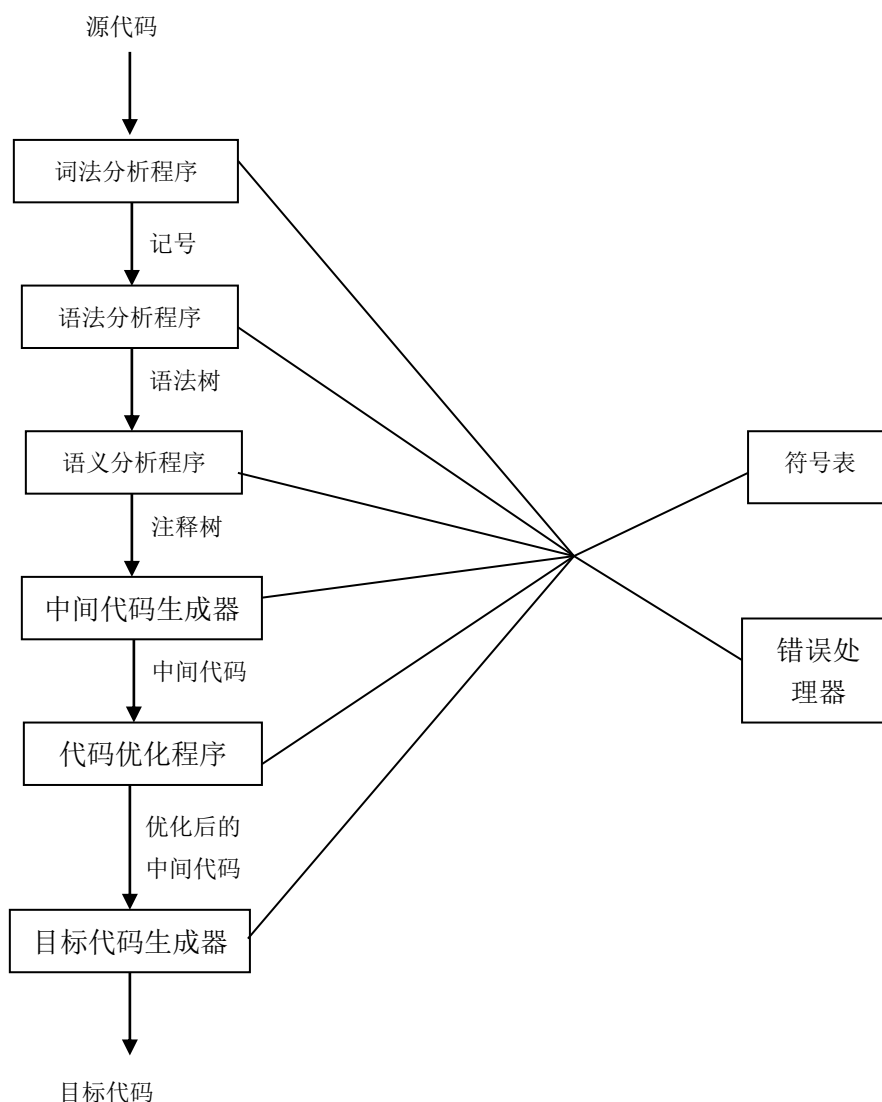 源代码
词法分析程序
记号
语法分析程序
语法树
语义分析程序
符号表
注释树
中间代码生成器
错误处
理器
中间代码
代码优化程序
优化后的
中间代码
目标代码生成器
目标代码